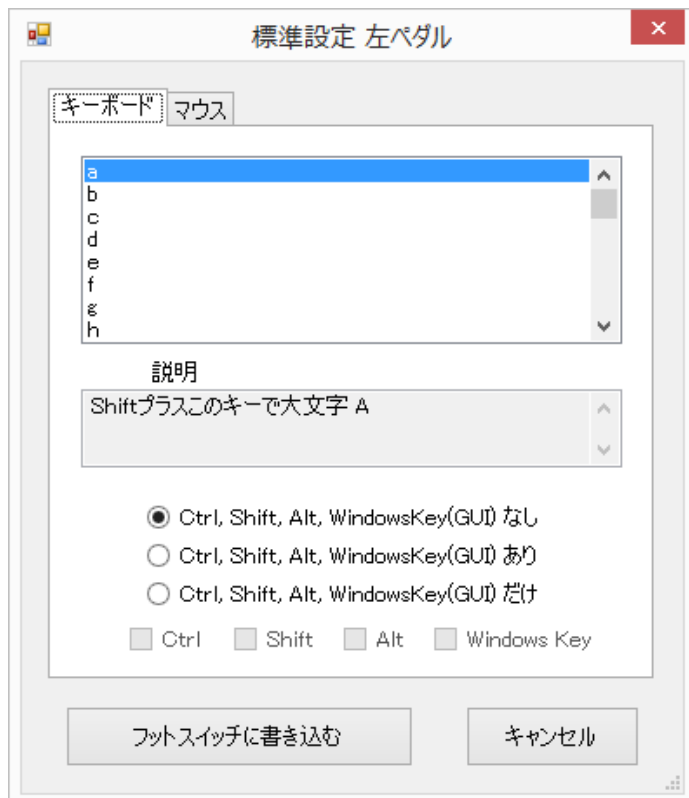 標準設定 左ペダル
キーボード マウス
a
b
c
d
e
f
g
h
説明
Shiftプラスこのキーで大文字 A
Ctrl, Shift, Alt, WindowsKey(GUI) なし
Ctrl, Shift, Alt, WindowsKey(GUI) あり
Ctrl, Shift, Alt, WindowsKey(GUI) だけ
Ctrl Shift Alt Windows Key
フットスイッチに書き込む キャンセル